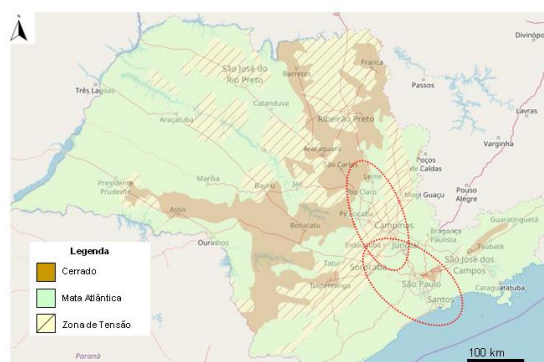 A
Divinópo
São José do
Rio Preto
Barretos
Franca
Passos
Três Lagoas
Catanduva
Lavras
Araçatuba
Ribeirão Preto
Varginha
Araraquara
São Carlos
Poços
de
Caldas
Leme
Marília
Rio Claro
Mogi Guaçu
Pouso
Alegre
Presidente
Prudente
Bauru
Jaú
Piracicaba
Guaratinguetá
Assis
Campinas
Bragança
Paulista
Botucatu
Taubaté
Ourinhos
Indaiatuba
Jundiaí
São José dos
Campos
Tatuí
Sorocaba
Itapetininga
São Paulo
Caraguatatuba
Santos
Legenda
Cerrado
Mata Atlântica
Zona de Tensão
Paraná
100 km